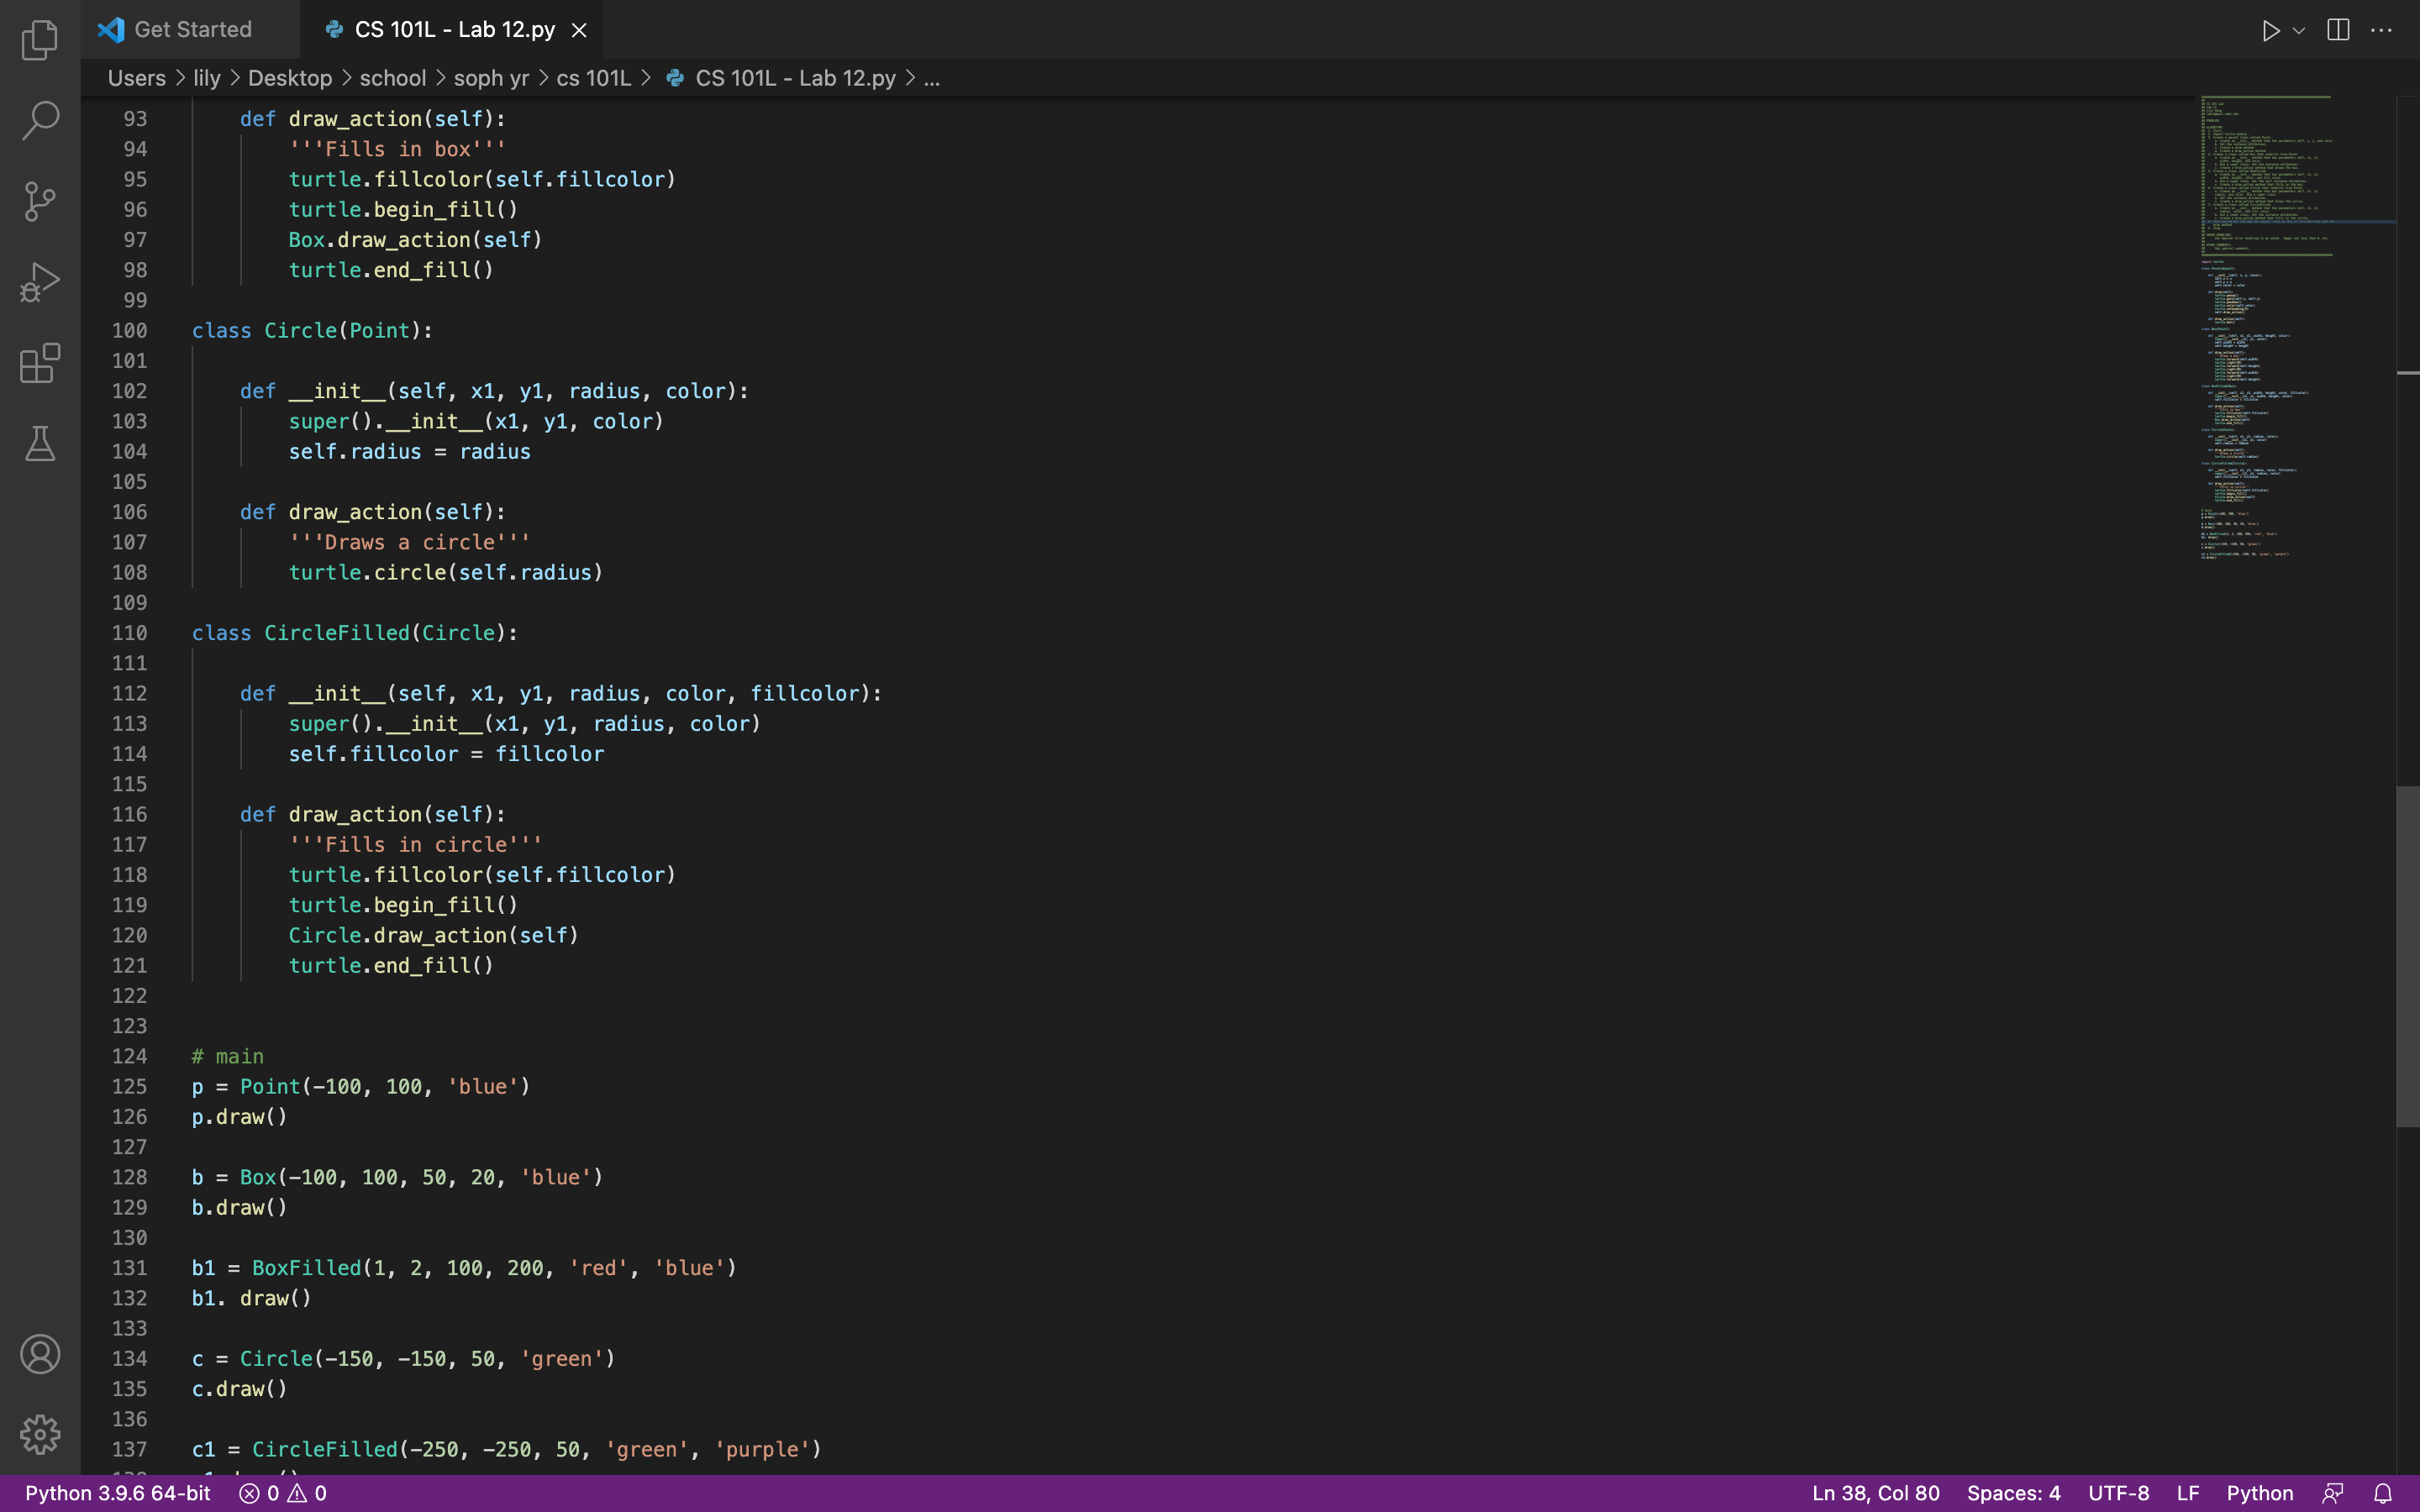 Get Started
CS 101L - Lab 12.py
Users > lily > Desktop > school > soph yr > cs 101L > CS 101L - Lab 12.py > ...
93 def draw_action(self):
94 '''Fills in box'''
95 turtle.fillcolor(self.fillcolor)
96 turtle.begin_fill()
97 Box.draw_action(self)
98 turtle.end_fill()
99
100 class Circle(Point):
101
102 def __init__(self, x1, y1, radius, color):
103 super().__init__(x1, y1, color)
104 self.radius = radius
105
106 def draw_action(self):
107 '''Draws a circle'''
108 turtle.circle(self.radius)
109
110 class CircleFilled(Circle):
111
112 def __init__(self, x1, y1, radius, color, fillcolor):
113 super().__init__(x1, y1, radius, color)
114 self.fillcolor = fillcolor
115
116 def draw_action(self):
117 '''Fills in circle'''
118 turtle.fillcolor(self.fillcolor)
119 turtle.begin_fill()
120 Circle.draw_action(self)
121 turtle.end_fill()
122
123
124 # main
125 p = Point(-100, 100, 'blue')
126 p.draw()
127
128 b = Box(-100, 100, 50, 20, 'blue')
129 b.draw()
130
131 b1 = BoxFilled(1, 2, 100, 200, 'red', 'blue')
132 b1. draw()
133
134 c = Circle(-150, -150, 50, 'green')
135 c.draw()
136
137 c1 = CircleFilled(-250, -250, 50, 'green', 'purple')
Python 3.9.6 64-bit 0 0 Ln 38, Col 80 Spaces: 4 UTF-8 LF Python